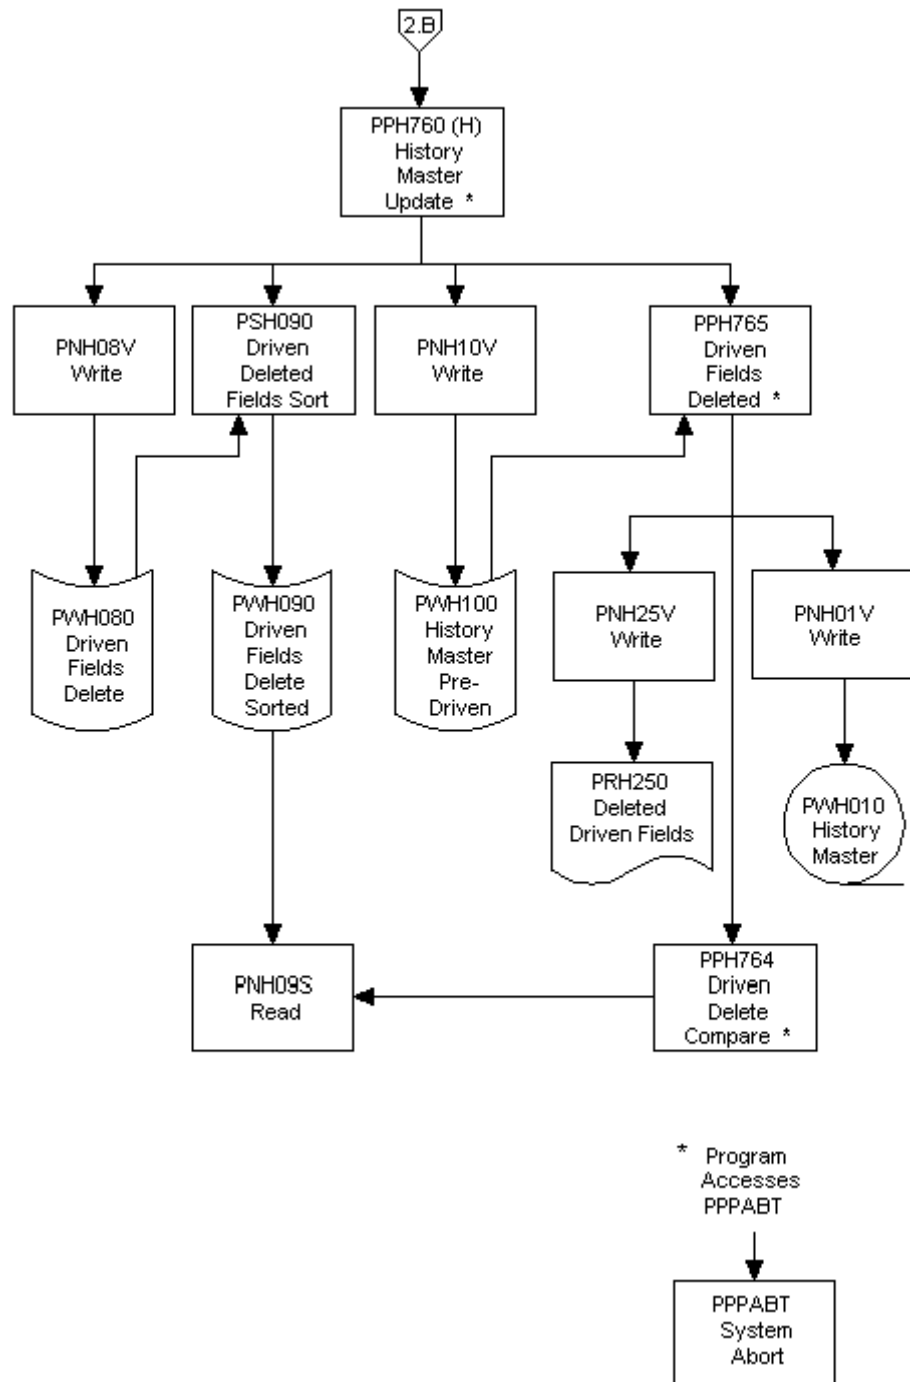 2.B
PPH760 (H)
History
Master
Update *
PNH08V
Write
PSH090
Driven
Deleted
Fields Sort
PNH10V
Write
PPH765
Driven
Fields
Deleted *
PWH080
Driven
Fields
Delete
PWH090
Driven
Fields
Delete
Sorted
PWH100
History
Master
Pre-
Driven
PNH25V
Write
PNH01V
Write
PRH250
Deleted
Driven Fields
PWH010
History
Master
PNH09S
Read
PPH764
Driven
Delete
Compare *
* Program
Accesses
PPPABT
PPPABT
System
Abort